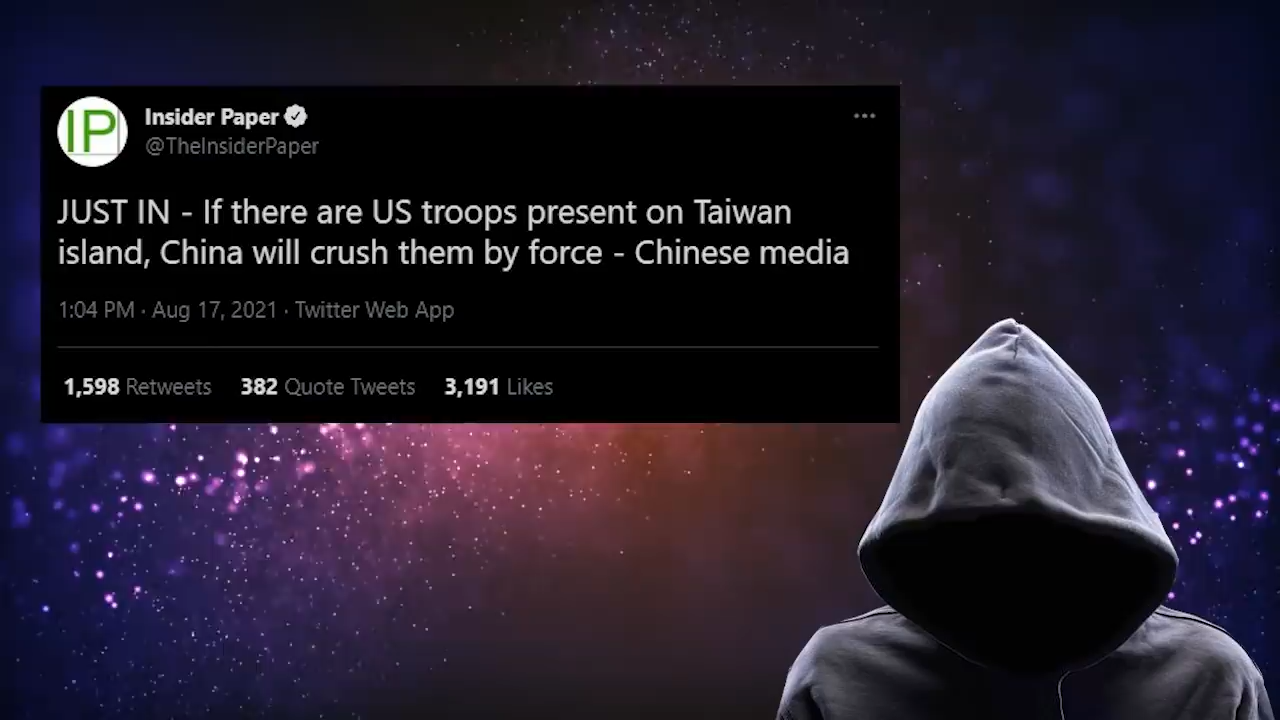 IP
Insider Paper
@TheInsiderPaper
JUST IN - If there are US troops present on Taiwan
island, China will crush them by force - Chinese media
1:04 PM · Aug 17, 2021 · Twitter Web App
1,598 Retweets 382 Quote Tweets 3,191 Likes